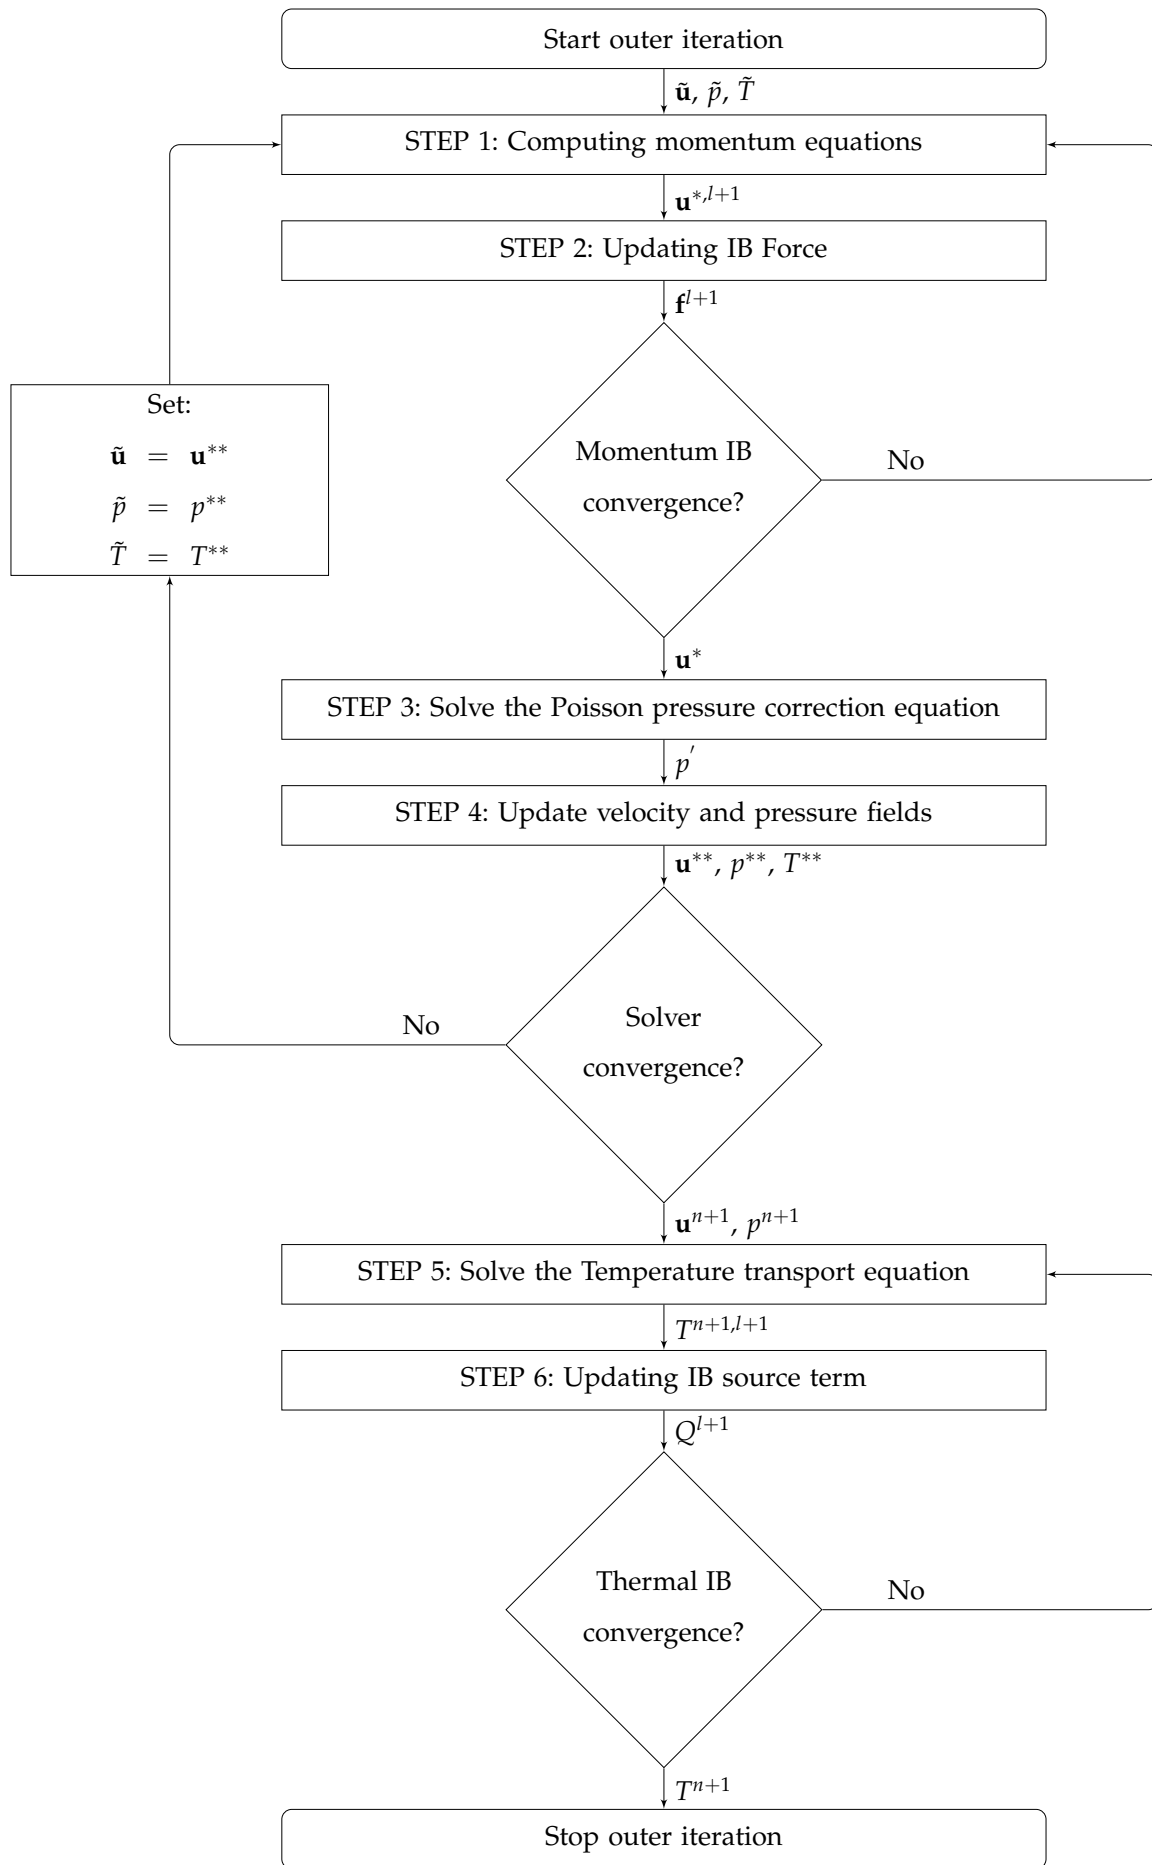 Start outer iteration
ũ, p̃, T̃
STEP 1: Computing momentum equations
u^{*,l+1}
STEP 2: Updating IB Force
f^{l+1}
Set:
ũ = u^{**}
p̃ = p^{**}
T̃ = T^{**}
Momentum IB
convergence?
No
u^*
STEP 3: Solve the Poisson pressure correction equation
p^′
STEP 4: Update velocity and pressure fields
u^{**}, p^{**}, T^{**}
Solver
convergence?
No
u^{n+1}, p^{n+1}
STEP 5: Solve the Temperature transport equation
T^{n+1,l+1}
STEP 6: Updating IB source term
Q^{l+1}
Thermal IB
convergence?
No
T^{n+1}
Stop outer iteration